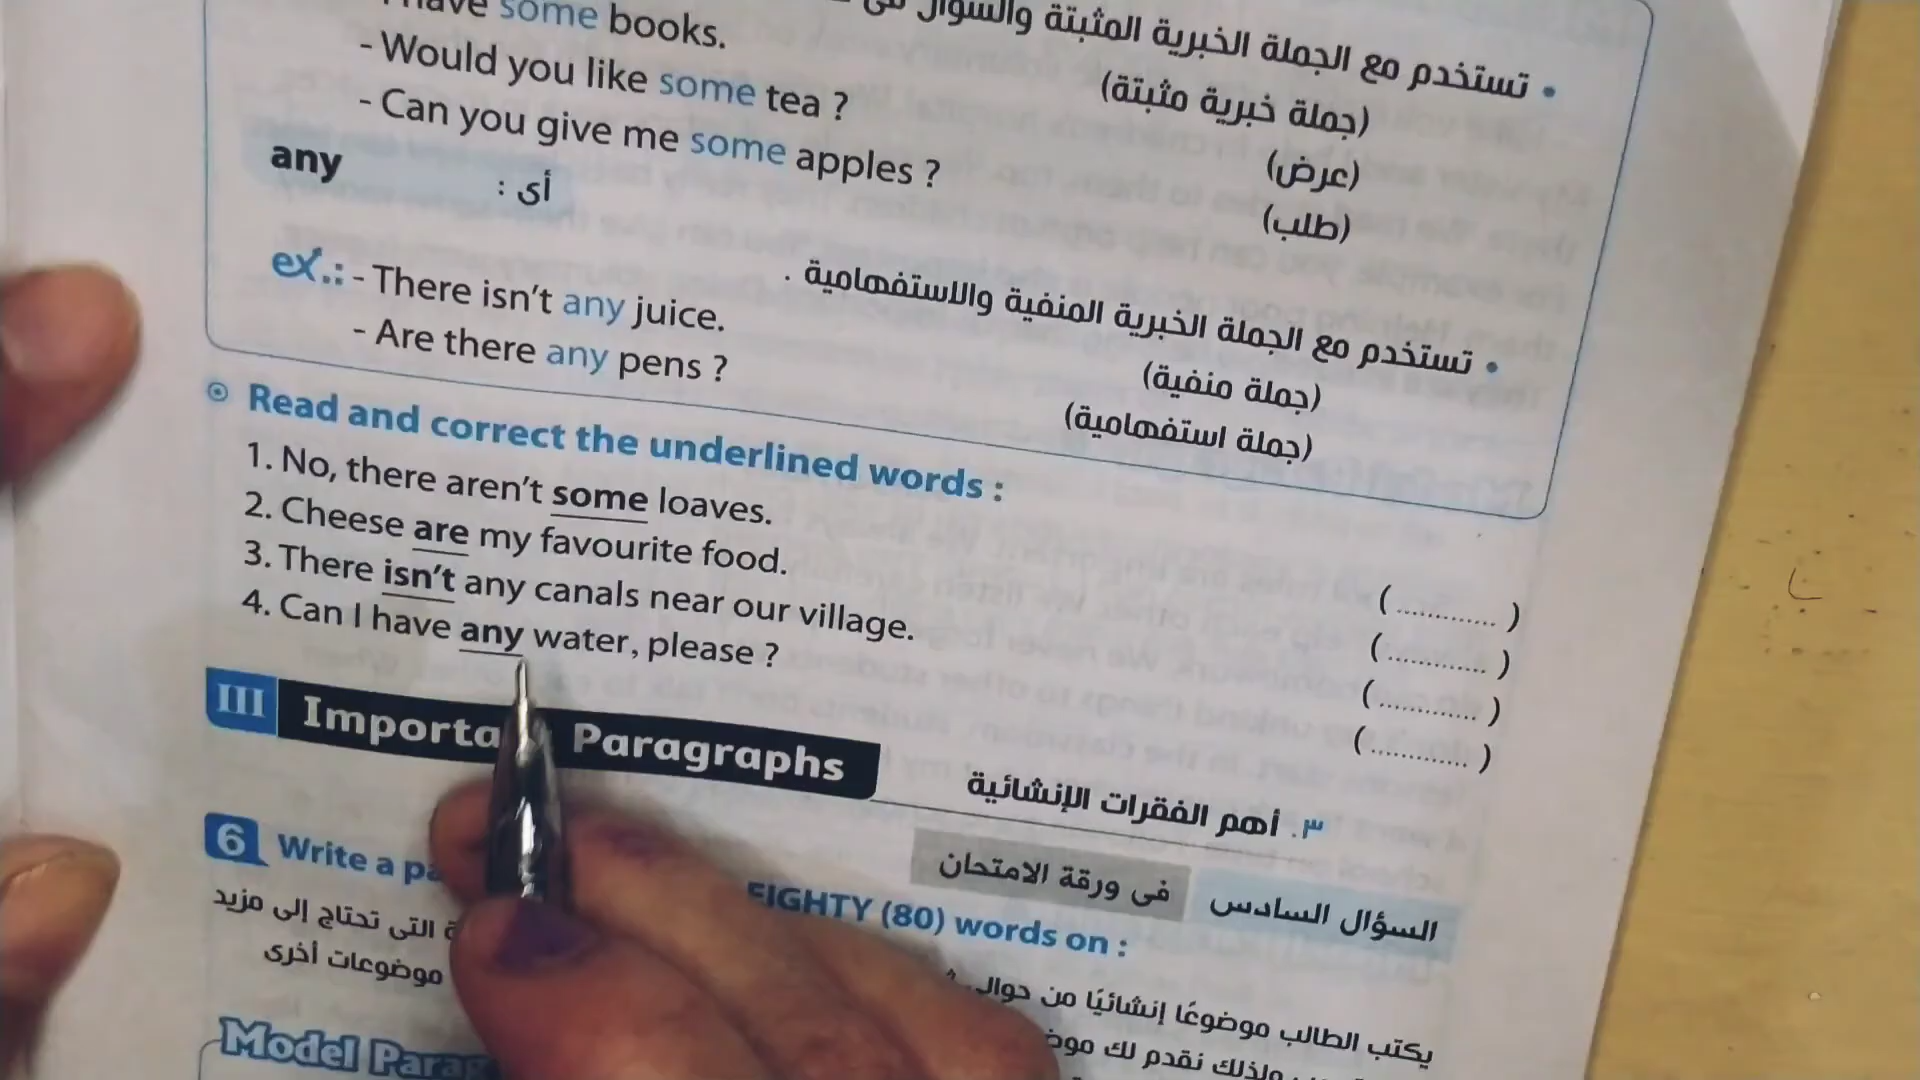 some books.
- Would you like some tea ?
- Can you give me some apples ?
• تستخدم مع الجملة الخبرية المثبتة والسؤال
(جملة خبرية مثبتة)
(عرض)
(طلب)
any أى :
• تستخدم مع الجملة الخبرية المنفية والاستفهامية .
ex.: - There isn't any juice.
(جملة منفية)
- Are there any pens ?
(جملة استفهامية)
Read and correct the underlined words :
1. No, there aren't some loaves. (............)
2. Cheese are my favourite food. (............)
3. There isn't any canals near our village. (............)
4. Can I have any water, please ? (............)
III Paragraphs
٣. أهم الفقرات الإنشائية
السؤال السادس فى ورقة الامتحان
6 Write a EIGHTY (80) words on :
يكتب الطالب موضوعًا إنشائيًا من حوالى
التى تحتاج إلى مزيد
ولذلك نقدم لك
موضوعات أخرى
Model